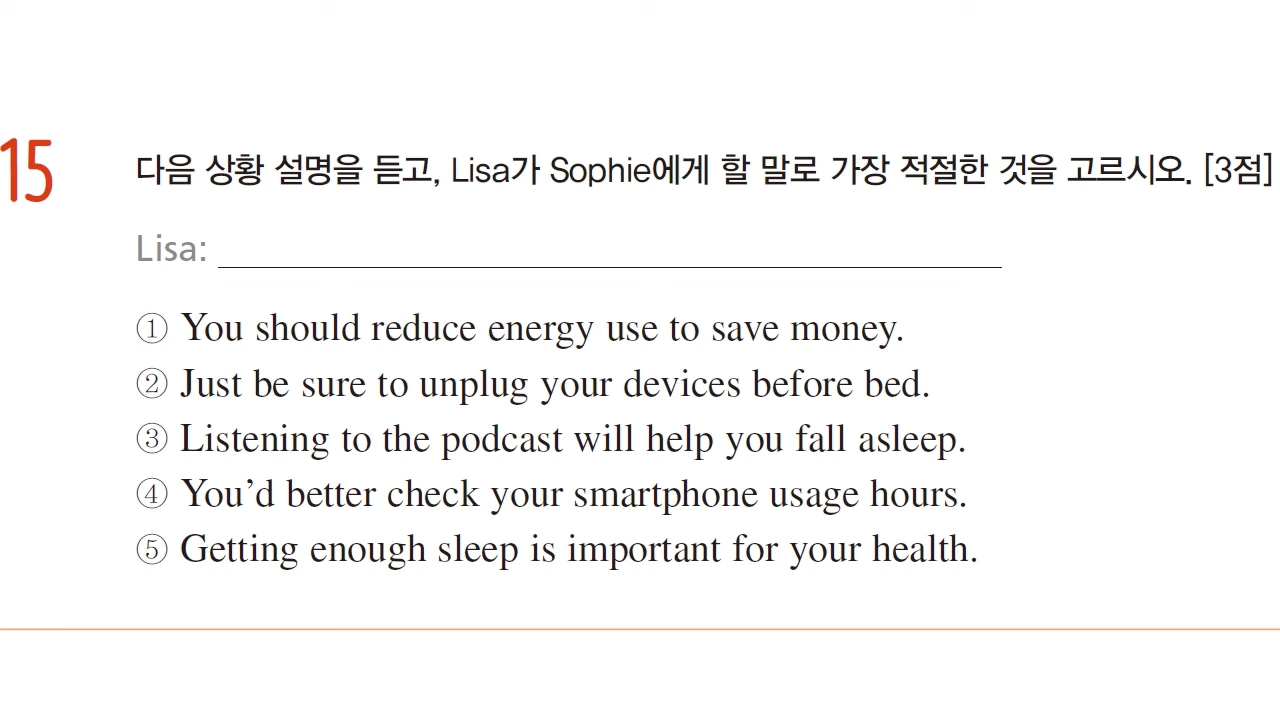 15
다음 상황 설명을 듣고, Lisa가 Sophie에게 할 말로 가장 적절한 것을 고르시오. [3점]
Lisa:
① You should reduce energy use to save money.
② Just be sure to unplug your devices before bed.
③ Listening to the podcast will help you fall asleep.
④ You’d better check your smartphone usage hours.
⑤ Getting enough sleep is important for your health.